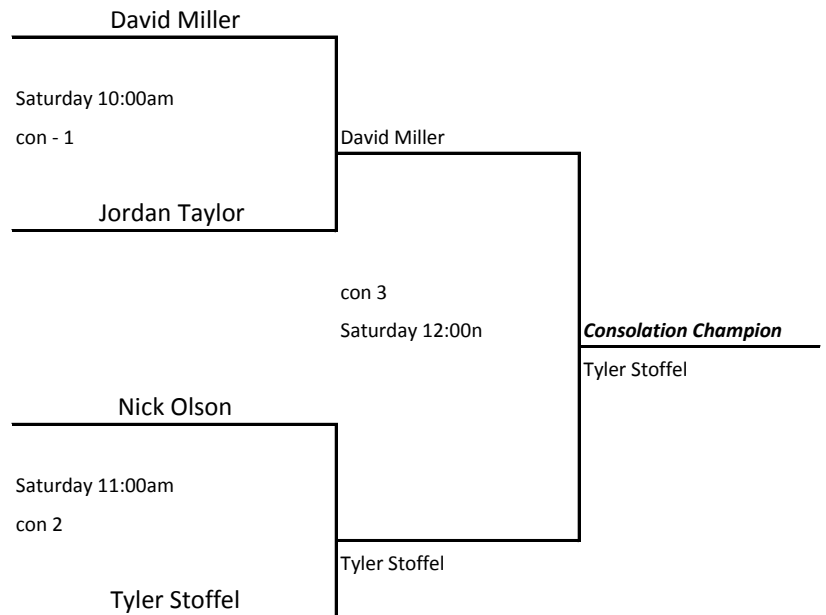 David Miller
Saturday 10:00am
con - 1
David Miller
Jordan Taylor
con 3
Saturday 12:00n
Consolation Champion
Tyler Stoffel
Nick Olson
Saturday 11:00am
con 2
Tyler Stoffel
Tyler Stoffel